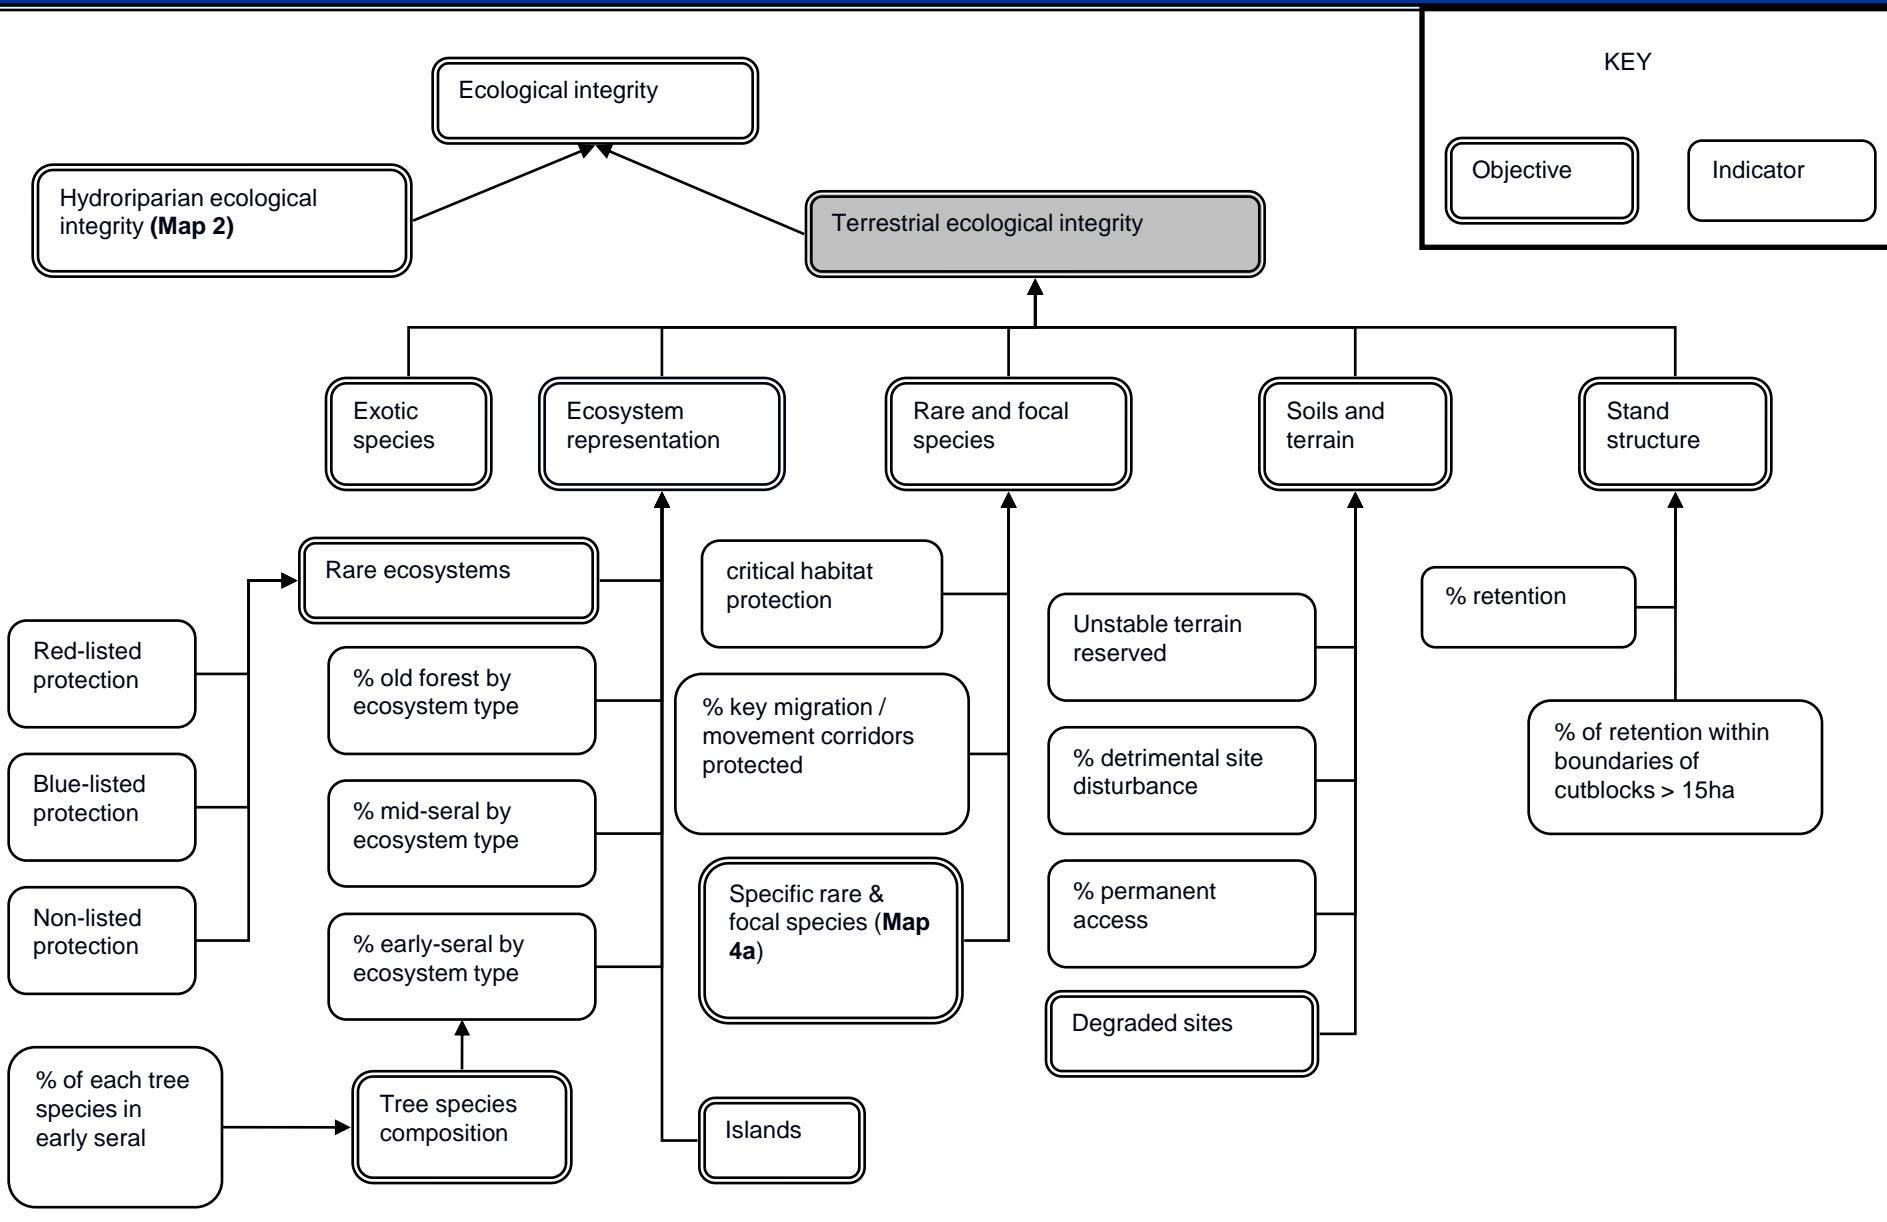 KEY
Objective
Indicator
Ecological integrity
Hydroriparian ecological
integrity (Map 2)
Terrestrial ecological integrity
Exotic
species
Ecosystem
representation
Rare and focal
species
Soils and
terrain
Stand
structure
Rare ecosystems
Red-listed
protection
Blue-listed
protection
Non-listed
protection
% old forest by
ecosystem type
% mid-seral by
ecosystem type
% early-seral by
ecosystem type
% of each tree
species in
early seral
Tree species
composition
Islands
critical habitat
protection
% key migration /
movement corridors
protected
Specific rare &
focal species (Map
4a)
Unstable terrain
reserved
% detrimental site
disturbance
% permanent
access
Degraded sites
% retention
% of retention within
boundaries of
cutblocks > 15ha